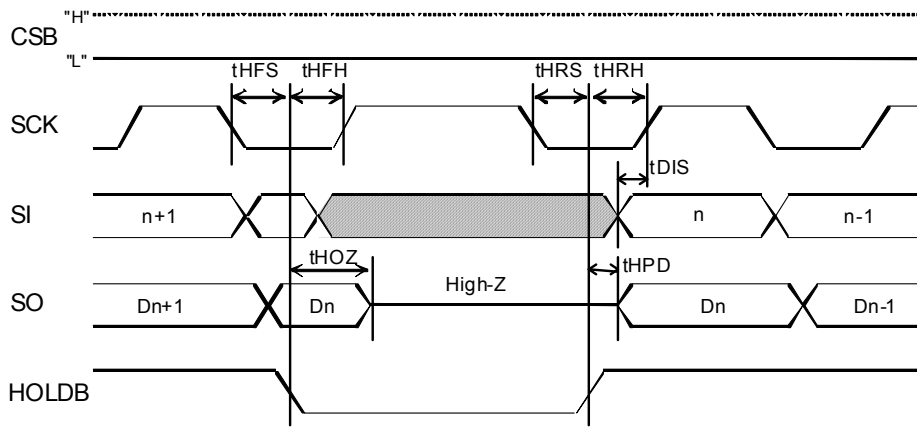 "H"
CSB
"L"
tHFS tHFH tHRS tHRH
SCK
tDIS
SI n+1 n n-1
tHOZ tHPD
High-Z
SO Dn+1 Dn Dn Dn-1
HOLDB